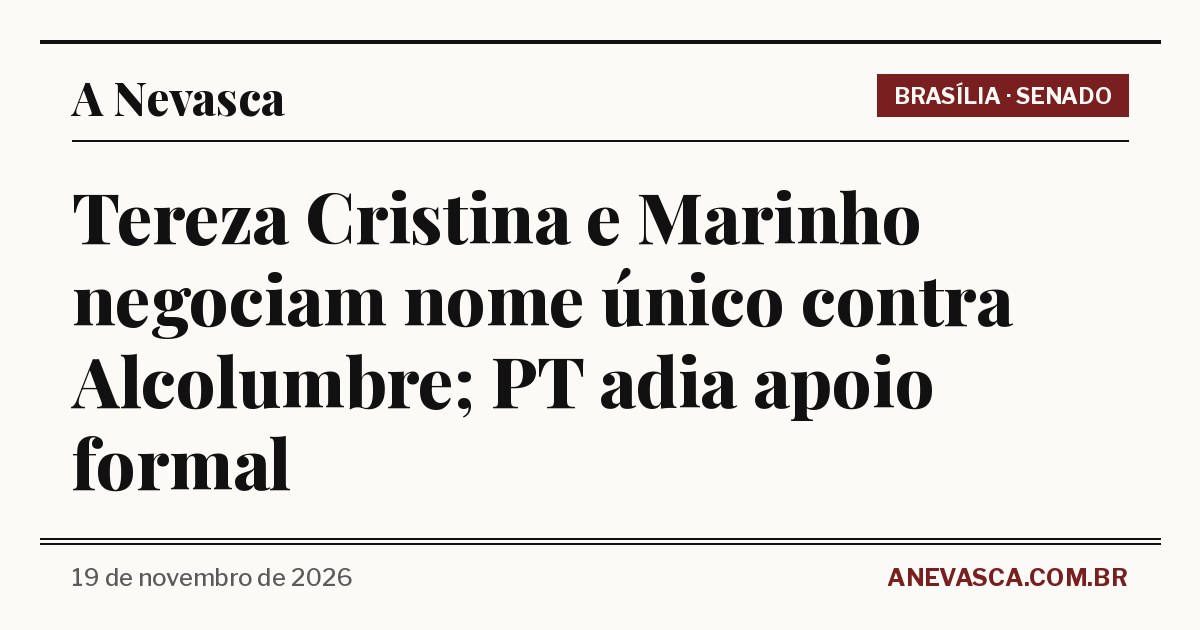 A Nevasca
BRASÍLIA · SENADO
Tereza Cristina e Marinho
negociam nome único contra
Alcolumbre; PT adia apoio
formal
19 de novembro de 2026
ANEVASCA.COM.BR